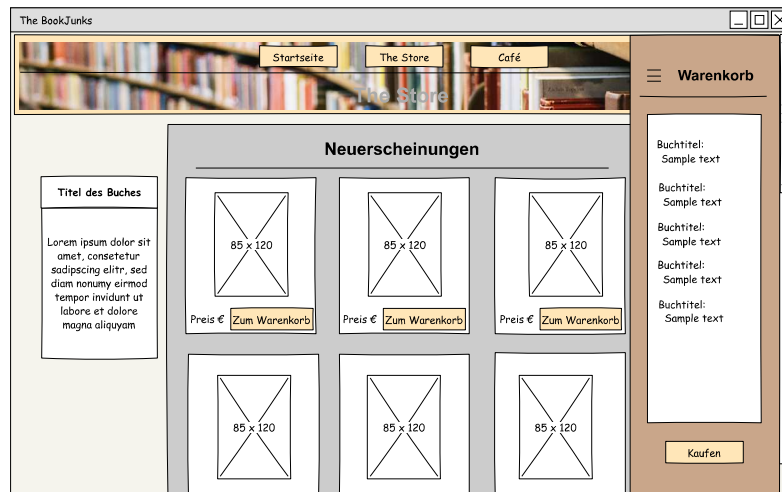 The BookJunks
Startseite
The Store
Café
The Store
Neuerscheinungen
Titel des Buches
Lorem ipsum dolor sit
amet, consetetur
sadipscing elitr, sed
diam nonumy eirmod
tempor invidunt ut
labore et dolore
magna aliquyam
85 x 120
85 x 120
85 x 120
Preis €
Zum Warenkorb
Preis €
Zum Warenkorb
Preis €
Zum Warenkorb
85 x 120
85 x 120
85 x 120
Warenkorb
Buchtitel:
Sample text
Buchtitel:
Sample text
Buchtitel:
Sample text
Buchtitel:
Sample text
Buchtitel:
Sample text
Kaufen